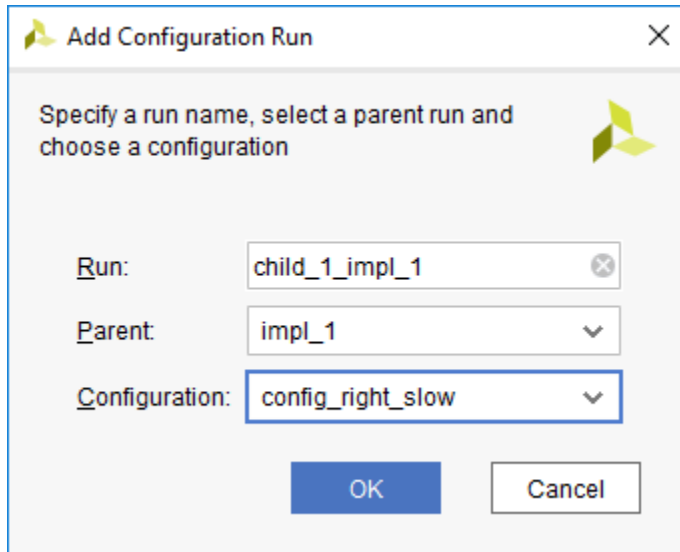 Add Configuration Run
Specify a run name, select a parent run and
choose a configuration
Run: child_1_impl_1
Parent: impl_1
Configuration: config_right_slow
OK Cancel